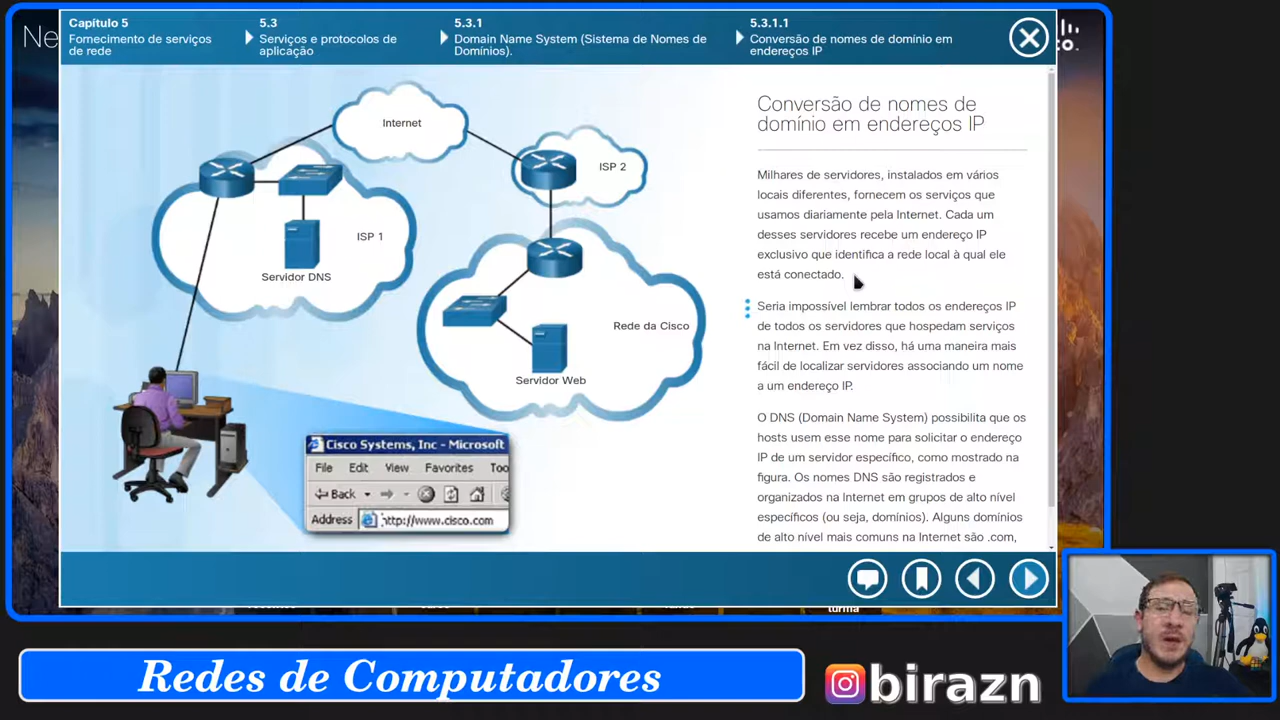 Ne
Capítulo 5
Fornecimento de serviços
de rede
5.3
Serviços e protocolos de
aplicação
5.3.1
Domain Name System (Sistema de Nomes de
Domínios).
5.3.1.1
Conversão de nomes de domínio em
endereços IP
co.
Internet
ISP 2
ISP 1
Servidor DNS
Rede da Cisco
Servidor Web
Cisco Systems, Inc - Microsoft
File Edit View Favorites Too
Back
Address http://www.cisco.com
Conversão de nomes de
domínio em endereços IP
Milhares de servidores, instalados em vários
locais diferentes, fornecem os serviços que
usamos diariamente pela Internet. Cada um
desses servidores recebe um endereço IP
exclusivo que identifica a rede local à qual ele
está conectado.
Seria impossível lembrar todos os endereços IP
de todos os servidores que hospedam serviços
na Internet. Em vez disso, há uma maneira mais
fácil de localizar servidores associando um nome
a um endereço IP.
O DNS (Domain Name System) possibilita que os
hosts usem esse nome para solicitar o endereço
IP de um servidor específico, como mostrado na
figura. Os nomes DNS são registrados e
organizados na Internet em grupos de alto nível
específicos (ou seja, domínios). Alguns domínios
de alto nível mais comuns na Internet são .com,
turma
Redes de Computadores
birazn